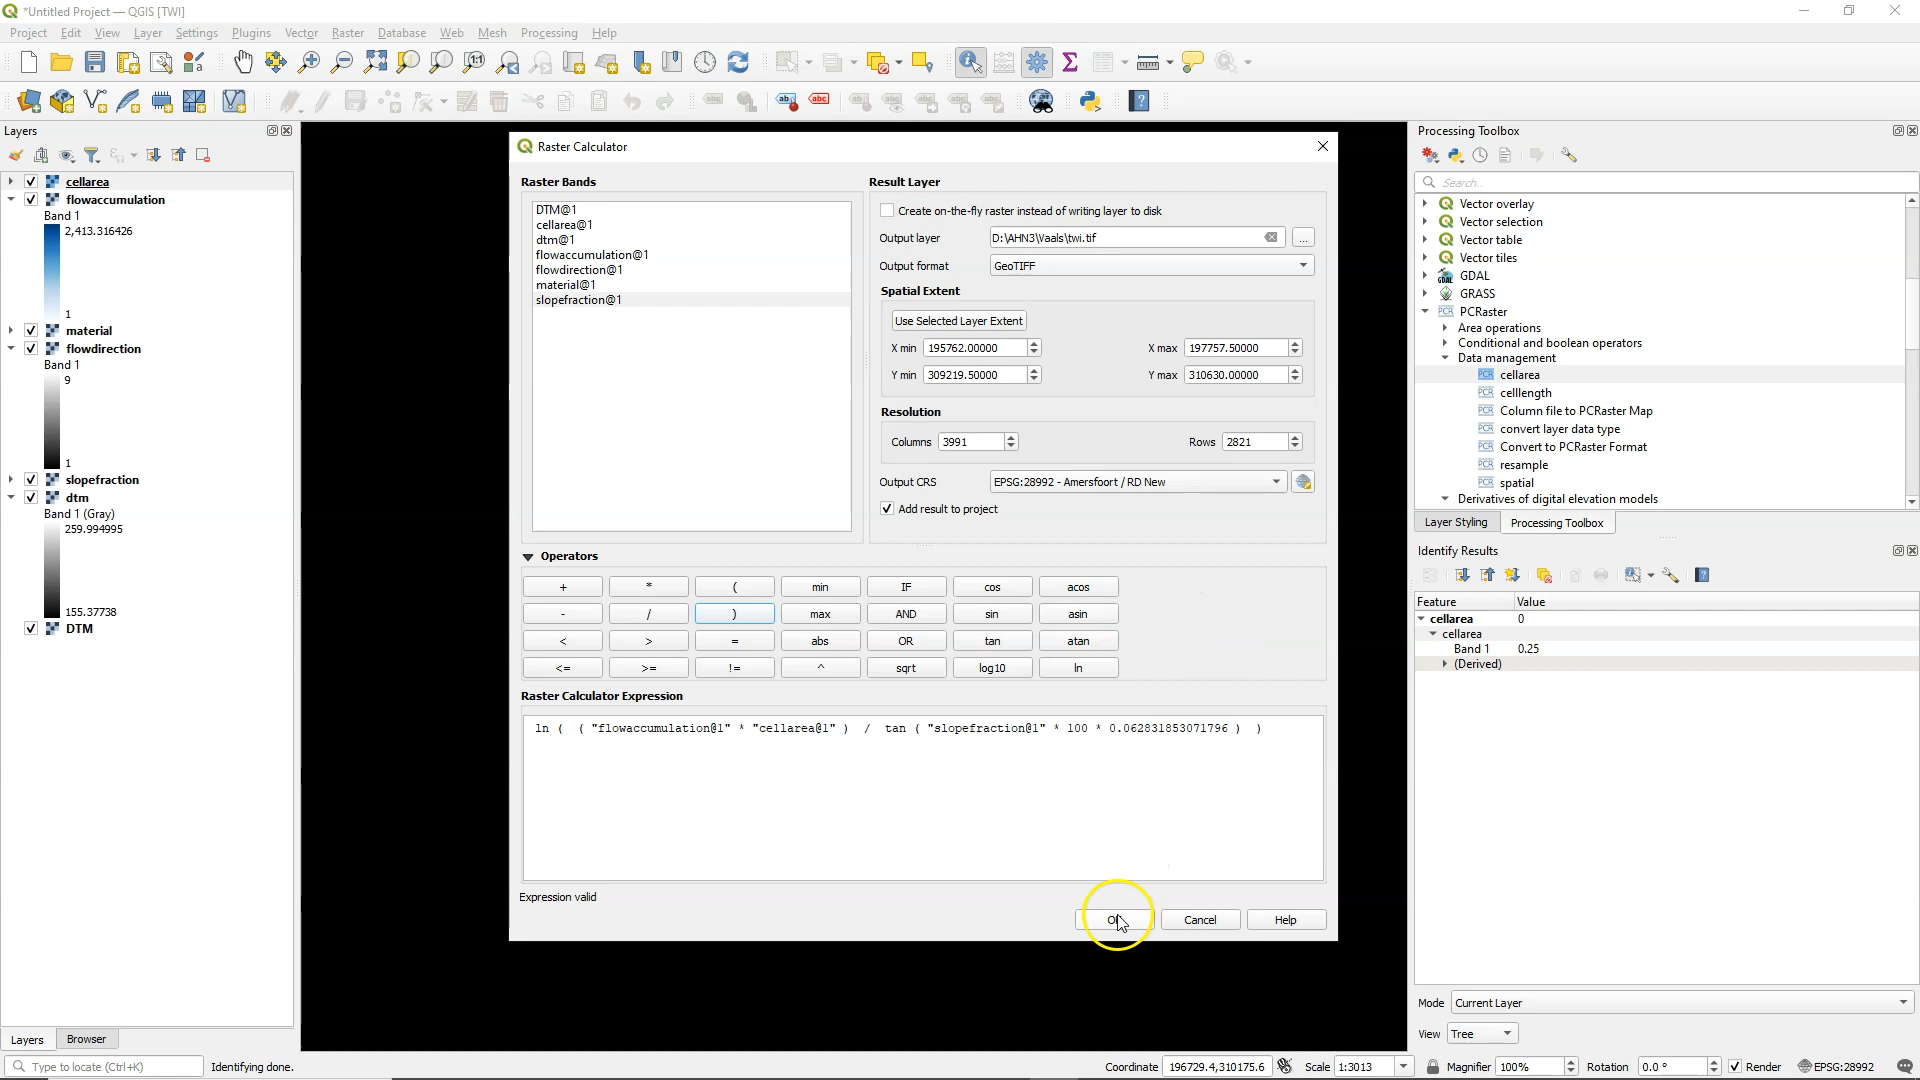 *Untitled Project — QGIS [TWI]
Project Edit View Layer Settings Plugins Vector Raster Database Web Mesh Processing Help
Layers
cellarea
flowaccumulation
Band 1
2,413.316426
1
material
flowdirection
Band 1
9
1
slopefraction
dtm
Band 1 (Gray)
259.994995
155.37738
DTM
Layers Browser
Raster Calculator
Raster Bands
DTM@1
cellarea@1
dtm@1
flowaccumulation@1
flowdirection@1
material@1
slopefraction@1
Result Layer
Create on-the-fly raster instead of writing layer to disk
Output layer D:\AHN3\Vaals\twi.tif ...
Output format GeoTIFF
Spatial Extent
Use Selected Layer Extent
X min 195762.00000 X max 197757.50000
Y min 309219.50000 Y max 310630.00000
Resolution
Columns 3991 Rows 2821
Output CRS EPSG:28992 - Amersfoort / RD New
Add result to project
Operators
+ * ( min IF cos acos
- / ) max AND sin asin
< > = abs OR tan atan
<= >= != ^ sqrt log10 ln
Raster Calculator Expression
ln ( ( "flowaccumulation@1" * "cellarea@1" ) / tan ( "slopefraction@1" * 100 * 0.062831853071796 ) )
Expression valid
Cancel Help
Processing Toolbox
Search...
Vector overlay
Vector selection
Vector table
Vector tiles
GDAL
GRASS
PCRaster
Area operations
Conditional and boolean operators
Data management
cellarea
celllength
Column file to PCRaster Map
convert layer data type
Convert to PCRaster Format
resample
spatial
Derivatives of digital elevation models
Layer Styling Processing Toolbox
Identify Results
Feature Value
cellarea 0
cellarea
Band 1 0.25
(Derived)
Mode Current Layer
View Tree
Type to locate (Ctrl+K) Identifying done. Coordinate 196729.4,310175.6 Scale 1:3013 Magnifier 100% Rotation 0.0 ° Render EPSG:28992